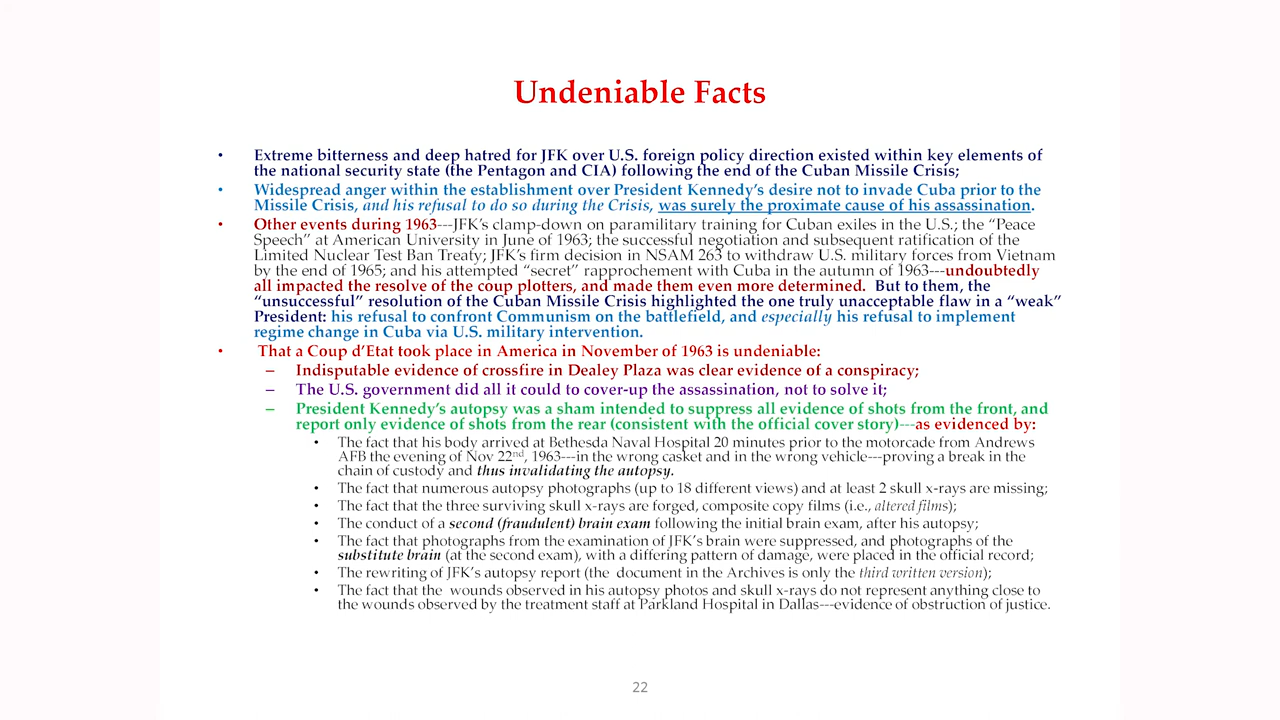 Undeniable Facts
• Extreme bitterness and deep hatred for JFK over U.S. foreign policy direction existed within key elements of
the national security state (the Pentagon and CIA) following the end of the Cuban Missile Crisis;
• Widespread anger within the establishment over President Kennedy's desire not to invade Cuba prior to the
Missile Crisis, and his refusal to do so during the Crisis, was surely the proximate cause of his assassination.
• Other events during 1963---JFK's clamp-down on paramilitary training for Cuban exiles in the U.S.; the "Peace
Speech" at American University in June of 1963; the successful negotiation and subsequent ratification of the
Limited Nuclear Test Ban Treaty; JFK's firm decision in NSAM 263 to withdraw U.S. military forces from Vietnam
by the end of 1965; and his attempted "secret" rapprochement with Cuba in the autumn of 1963---undoubtedly
all impacted the resolve of the coup plotters, and made them even more determined. But to them, the
"unsuccessful" resolution of the Cuban Missile Crisis highlighted the one truly unacceptable flaw in a "weak"
President: his refusal to confront Communism on the battlefield, and especially his refusal to implement
regime change in Cuba via U.S. military intervention.
• That a Coup d'Etat took place in America in November of 1963 is undeniable:
– Indisputable evidence of crossfire in Dealey Plaza was clear evidence of a conspiracy;
– The U.S. government did all it could to cover-up the assassination, not to solve it;
– President Kennedy's autopsy was a sham intended to suppress all evidence of shots from the front, and
report only evidence of shots from the rear (consistent with the official cover story)---as evidenced by:
• The fact that his body arrived at Bethesda Naval Hospital 20 minutes prior to the motorcade from Andrews
AFB the evening of Nov 22nd, 1963---in the wrong casket and in the wrong vehicle---proving a break in the
chain of custody and thus invalidating the autopsy.
• The fact that numerous autopsy photographs (up to 18 different views) and at least 2 skull x-rays are missing;
• The fact that the three surviving skull x-rays are forged, composite copy films (i.e., altered films);
• The conduct of a second (fraudulent) brain exam following the initial brain exam, after his autopsy;
• The fact that photographs from the examination of JFK's brain were suppressed, and photographs of the
substitute brain (at the second exam), with a differing pattern of damage, were placed in the official record;
• The rewriting of JFK's autopsy report (the document in the Archives is only the third written version);
• The fact that the wounds observed in his autopsy photos and skull x-rays do not represent anything close to
the wounds observed by the treatment staff at Parkland Hospital in Dallas---evidence of obstruction of justice.
22